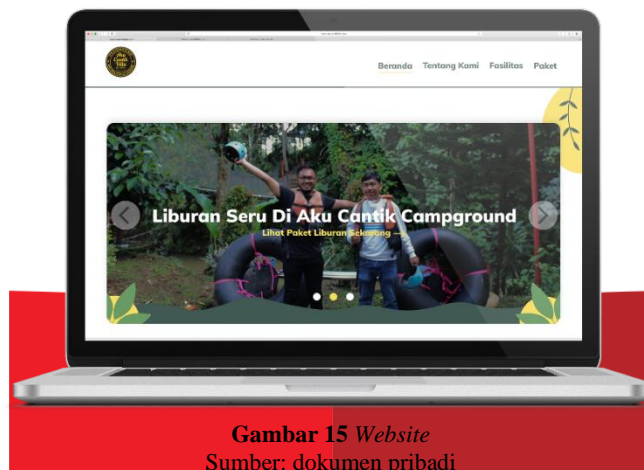 Beranda Tentang Kami Fasilitas Paket
Liburan Seru Di Aku Cantik Campground
Lihat Paket Liburan Sekarang
Gambar 15 Website
Sumber: dokumen pribadi